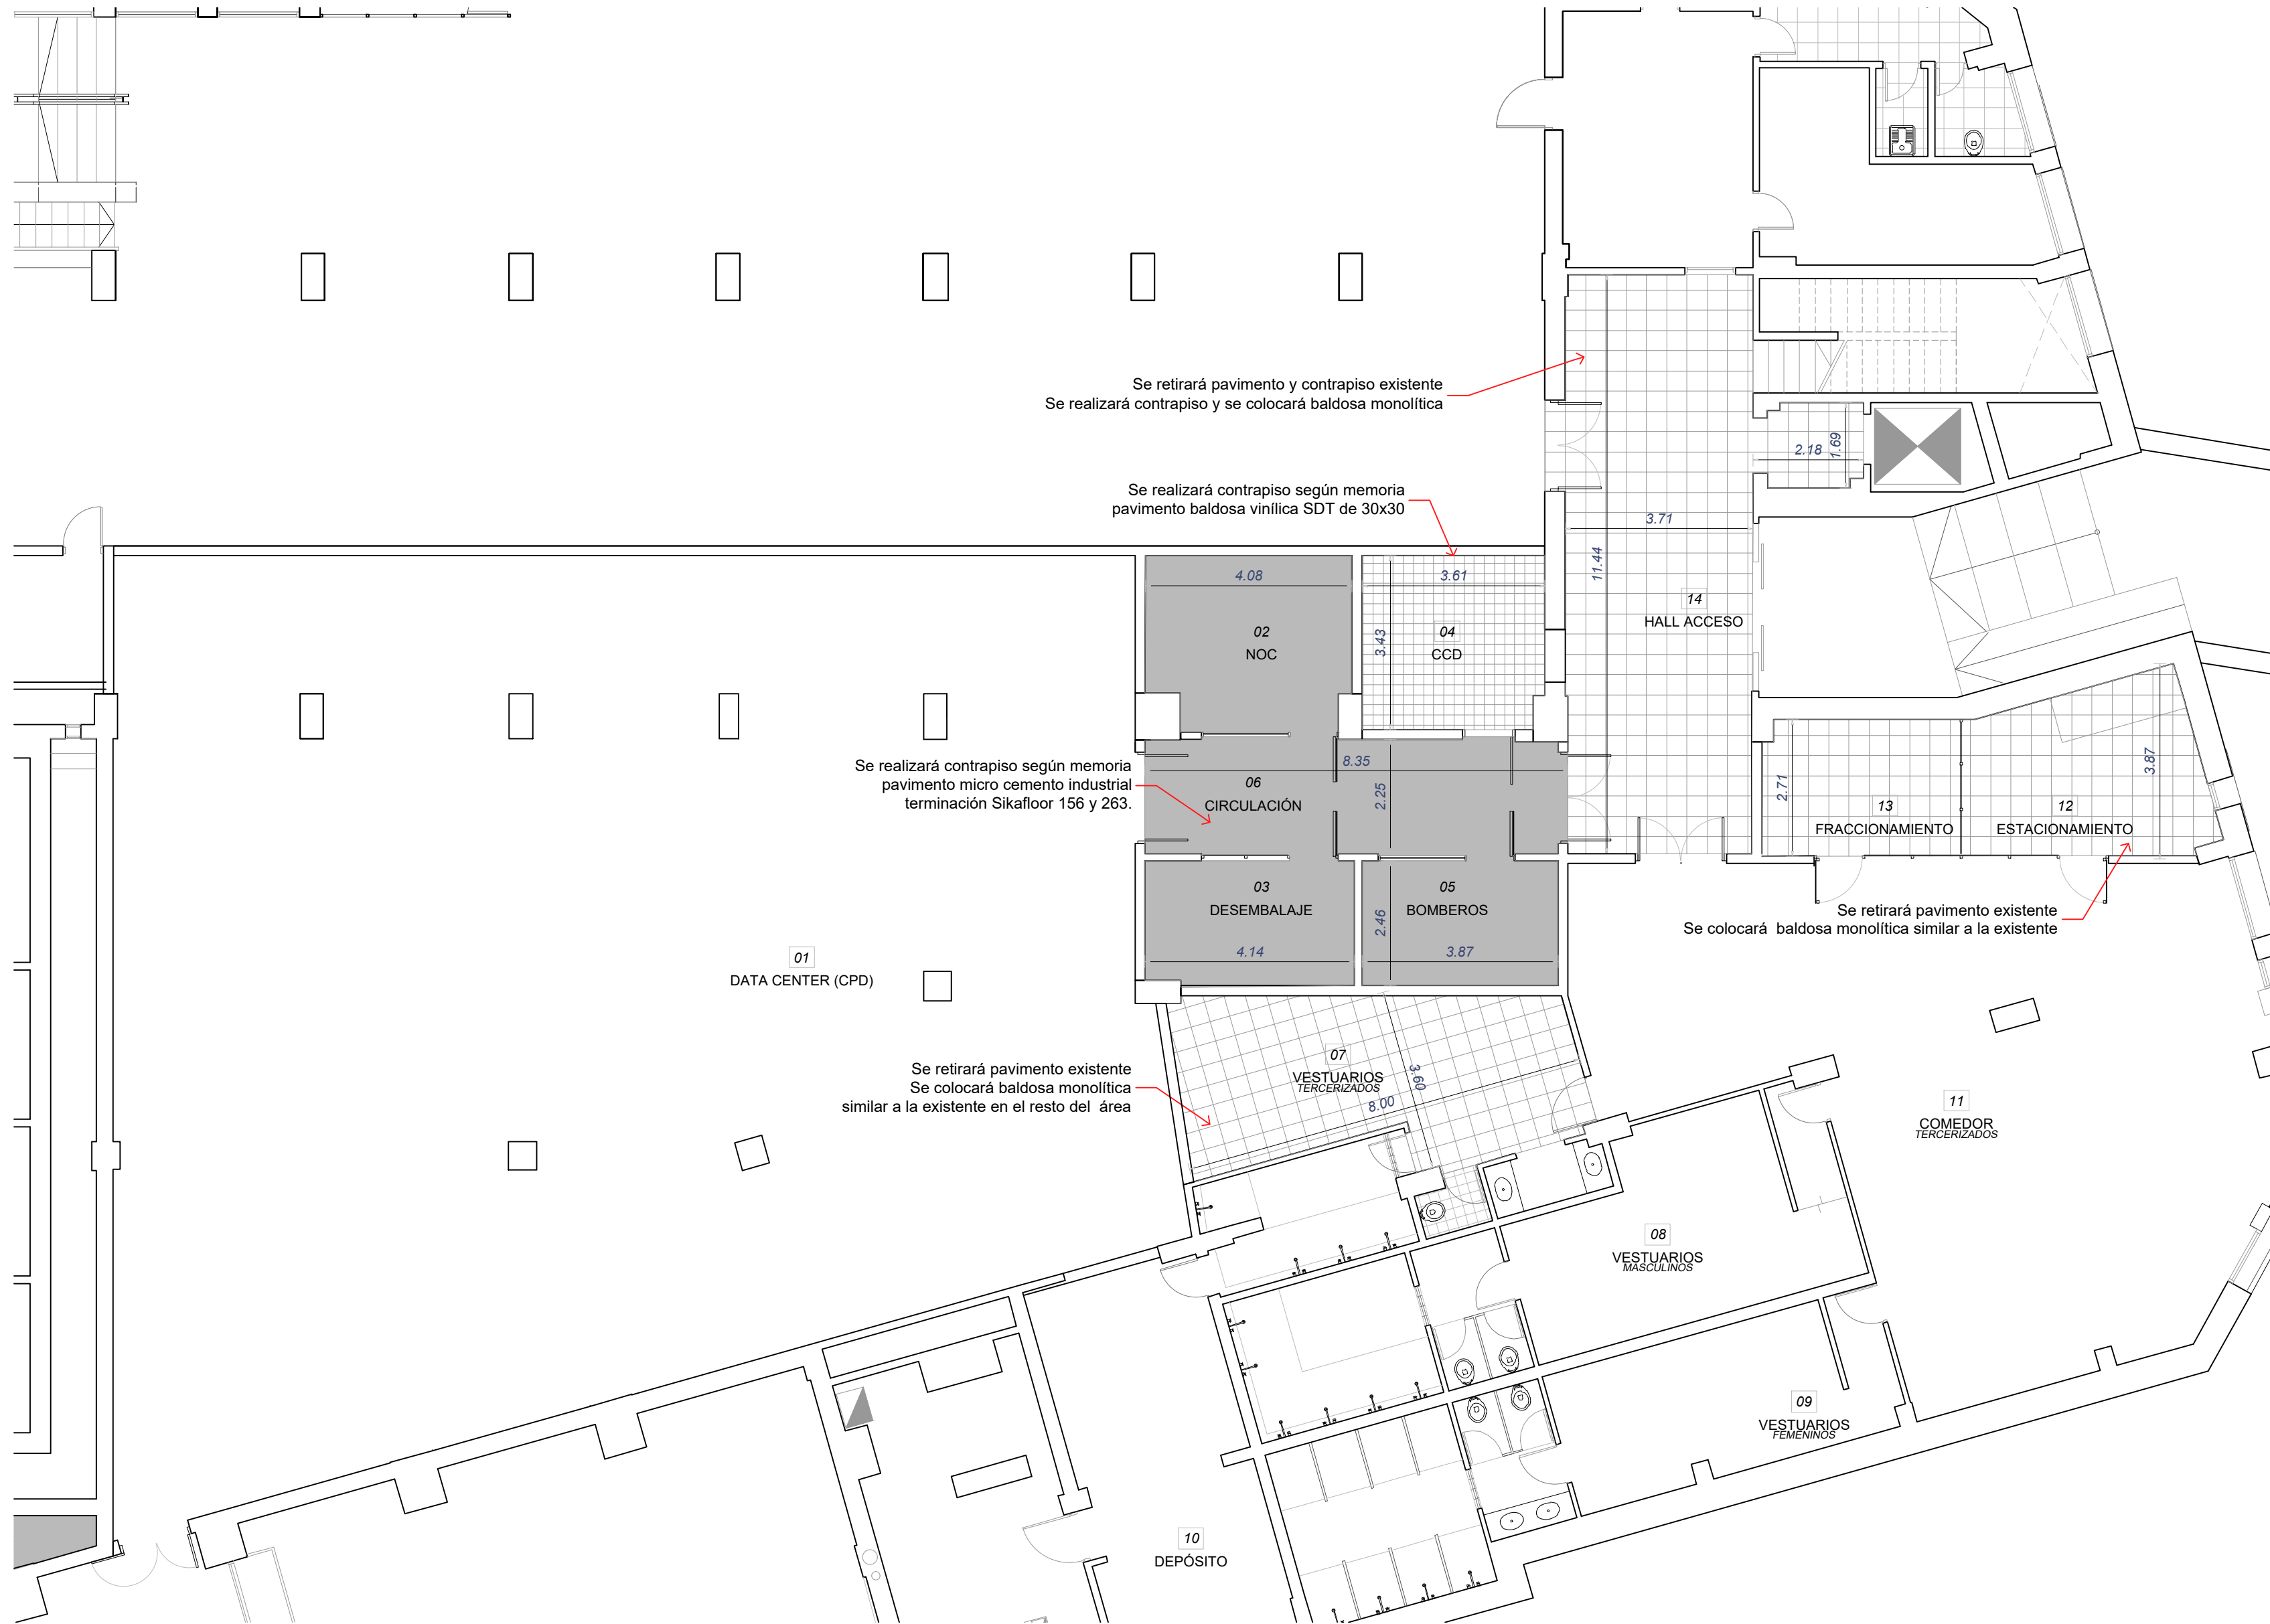 Se retirará pavimento y contrapiso existente
Se realizará contrapiso y se colocará baldosa monolítica
2.18
1.69
Se realizará contrapiso según memoria
pavimento baldosa vinílica SDT de 30x30
3.71
11.44
4.08
3.61
14
HALL ACCESO
02
NOC
3.43
04
CCD
Se realizará contrapiso según memoria
pavimento micro cemento industrial
terminación Sikafloor 156 y 263.
8.35
06
CIRCULACIÓN
2.25
2.71
3.87
13
FRACCIONAMIENTO
12
ESTACIONAMIENTO
03
DESEMBALAJE
05
BOMBEROS
2.46
4.14
3.87
Se retirará pavimento existente
Se colocará  baldosa monolítica similar a la existente
01
DATA CENTER (CPD)
Se retirará pavimento existente
Se colocará baldosa monolítica
similar a la existente en el resto del  área
07
VESTUARIOS
TERCERIZADOS
3.60
8.00
11
COMEDOR
TERCERIZADOS
08
VESTUARIOS
MASCULINOS
09
VESTUARIOS
FEMENINOS
10
DEPÓSITO